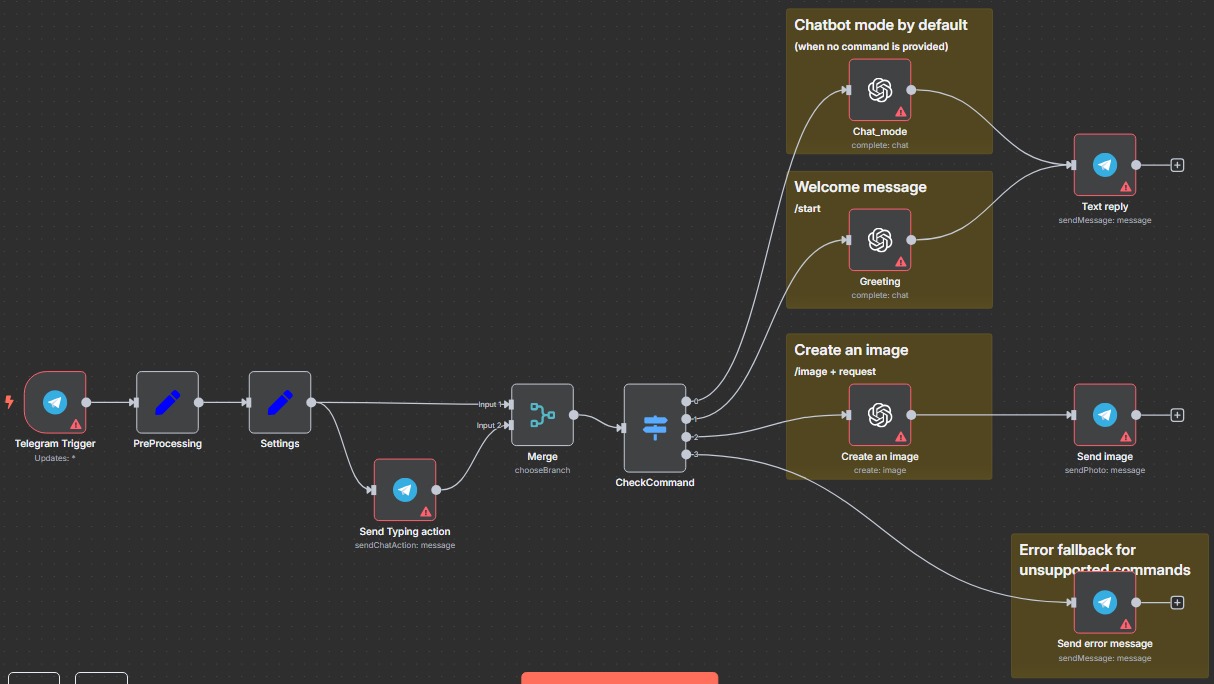 Chatbot mode by default
(when no command is provided)
Chat_mode
complete: chat
Text reply
sendMessage: message
Welcome message
/start
Greeting
complete: chat
Create an image
/image + request
Create an image
create: image
Send image
sendPhoto: message
Telegram Trigger
Updates: *
PreProcessing
Settings
Send Typing action
sendChatAction: message
Input 1
Input 2
Merge
chooseBranch
0
1
2
3
CheckCommand
Error fallback for
unsupported commands
Send error message
sendMessage: message